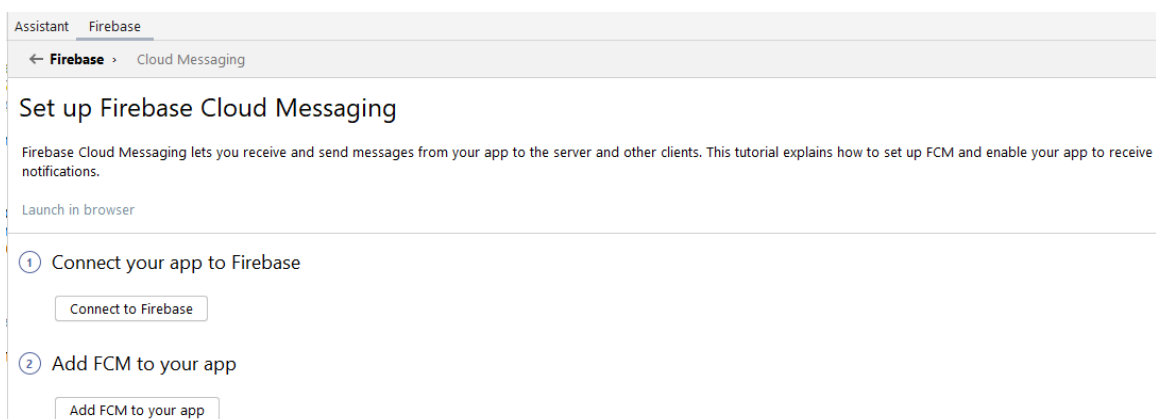 Assistant Firebase
← Firebase › Cloud Messaging
Set up Firebase Cloud Messaging
Firebase Cloud Messaging lets you receive and send messages from your app to the server and other clients. This tutorial explains how to set up FCM and enable your app to receive
notifications.
Launch in browser
1 Connect your app to Firebase
Connect to Firebase
2 Add FCM to your app
Add FCM to your app